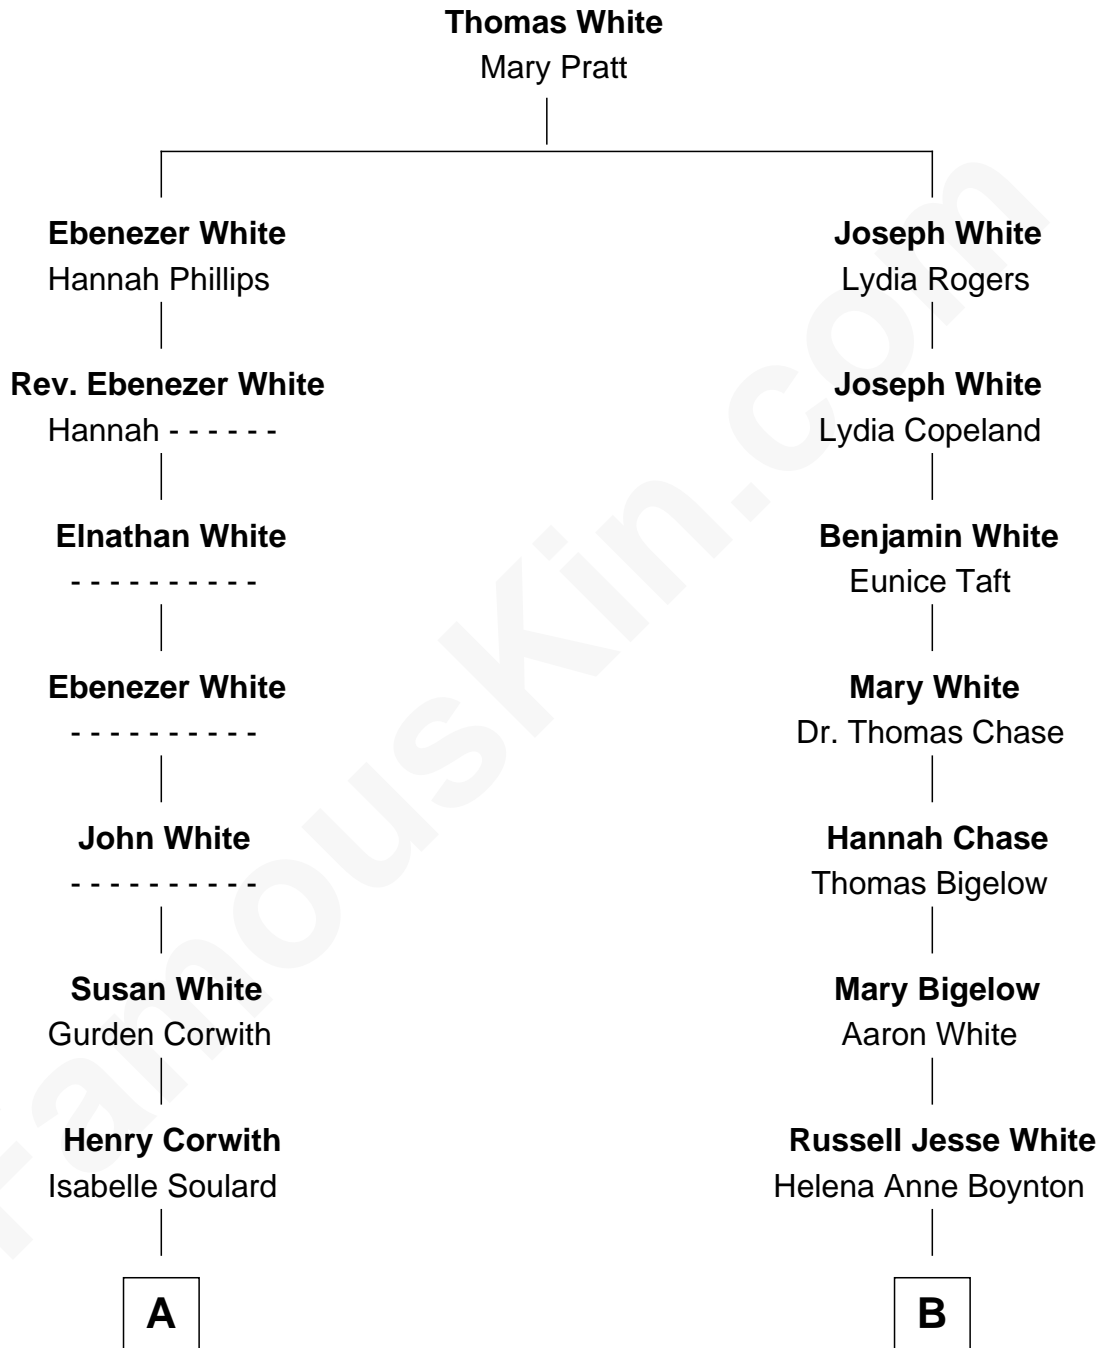 Thomas White
Mary Pratt
Ebenezer White
Hannah Phillips
Rev. Ebenezer White
Hannah - - - - - -
Elnathan White
- - - - - - - - - -
Ebenezer White
- - - - - - - - - -
John White
- - - - - - - - - -
Susan White
Gurden Corwith
Henry Corwith
Isabelle Soulard
A
Joseph White
Lydia Rogers
Joseph White
Lydia Copeland
Benjamin White
Eunice Taft
Mary White
Dr. Thomas Chase
Hannah Chase
Thomas Bigelow
Mary Bigelow
Aaron White
Russell Jesse White
Helena Anne Boynton
B
FamousKin.com